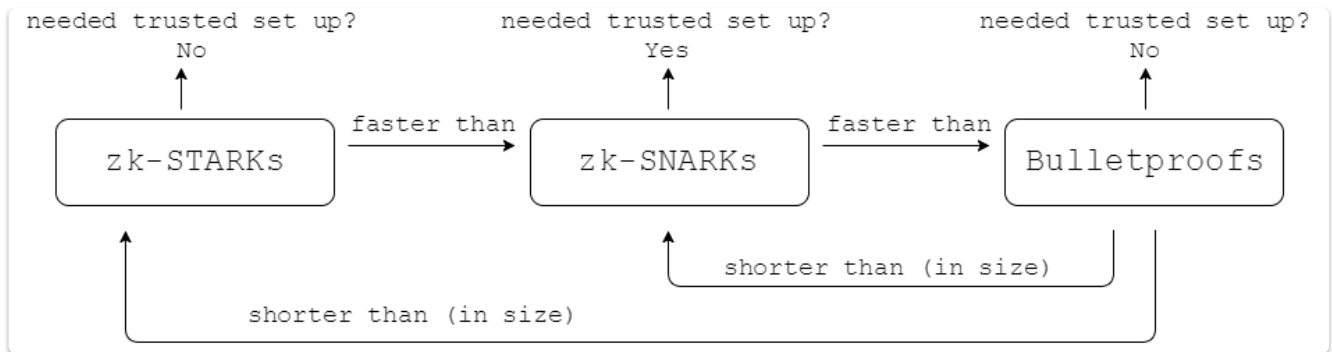 needed trusted set up?
No
needed trusted set up?
Yes
needed trusted set up?
No
zk-STARKs
faster than
zk-SNARKs
faster than
Bulletproofs
shorter than (in size)
shorter than (in size)